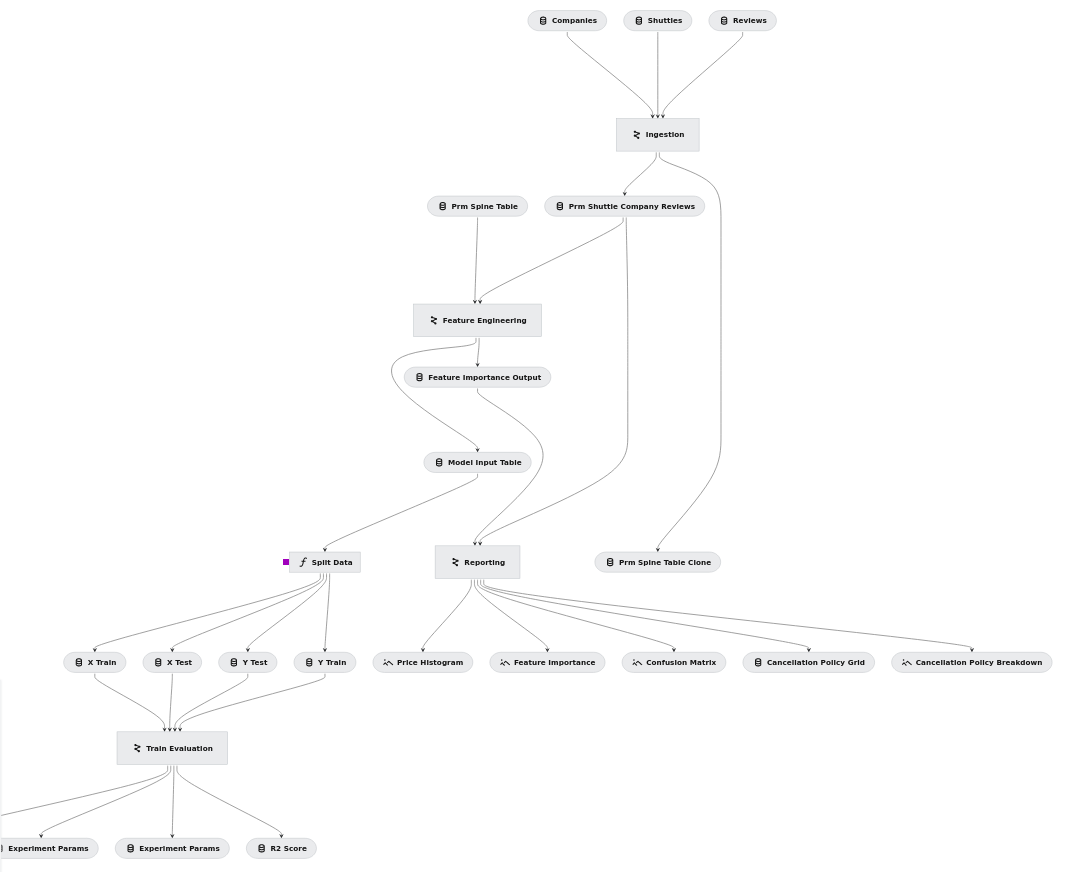 Companies
Shuttles
Reviews
Ingestion
Prm Spine Table
Prm Shuttle Company Reviews
Feature Engineering
Feature Importance Output
Model Input Table
Split Data
Reporting
Prm Spine Table Clone
X Train
X Test
Y Test
Y Train
Price Histogram
Feature Importance
Confusion Matrix
Cancellation Policy Grid
Cancellation Policy Breakdown
Train Evaluation
Experiment Params
Experiment Params
R2 Score